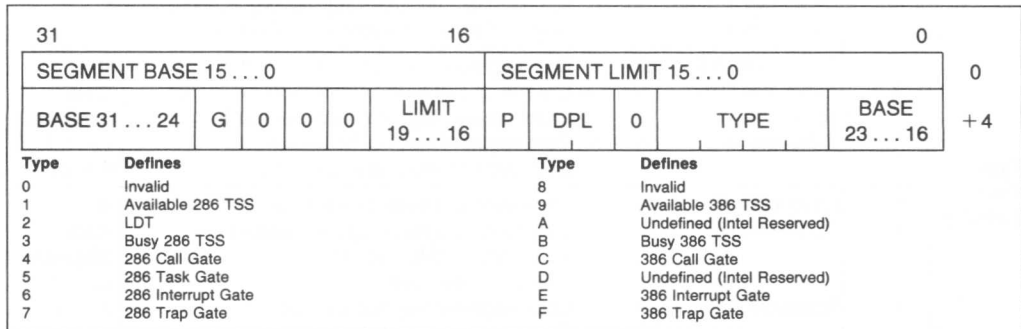 31 16 0
SEGMENT BASE 15 . . . 0 SEGMENT LIMIT 15 . . . 0 0
BASE 31 . . . 24 G 0 0 0 LIMIT 19 . . . 16 P DPL 0 TYPE BASE 23 . . . 16 +4
Type Defines Type Defines
0 Invalid 8 Invalid
1 Available 286 TSS 9 Available 386 TSS
2 LDT A Undefined (Intel Reserved)
3 Busy 286 TSS B Busy 386 TSS
4 286 Call Gate C 386 Call Gate
5 286 Task Gate D Undefined (Intel Reserved)
6 286 Interrupt Gate E 386 Interrupt Gate
7 286 Trap Gate F 386 Trap Gate